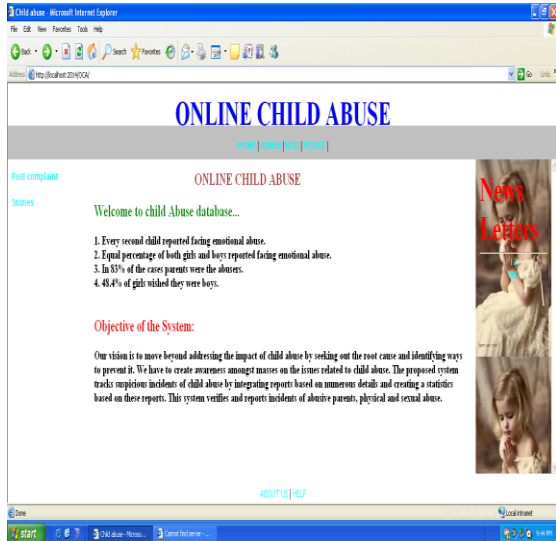 Child abuse - Microsoft Internet Explorer
File Edit View Favorites Tools Help
Back Search Favorites
Address http://localhost:2014/OCA/ Go Links
ONLINE CHILD ABUSE
HOME | ADMIN | NGO | POLICE |
Post complaint
Stories
ONLINE CHILD ABUSE
Welcome to child Abuse database...
1. Every second child reported facing emotional abuse.
2. Equal percentage of both girls and boys reported facing emotional abuse.
3. In 83% of the cases parents were the abusers.
4. 48.4% of girls wished they were boys.
Objective of the System:
Our vision is to move beyond addressing the impact of child abuse by seeking out the root cause and identifying ways
to prevent it. We have to create awareness amongst masses on the issues related to child abuse. The proposed system
tracks suspicious incidents of child abuse by integrating reports based on numerous details and creating a statistics
based on these reports. This system verifies and reports incidents of abusive parents, physical and sexual abuse.
News
Letters
ABOUT US | HELP
Done Local intranet
start Child abuse - Microso... Cannot find server - ... 9:44 PM